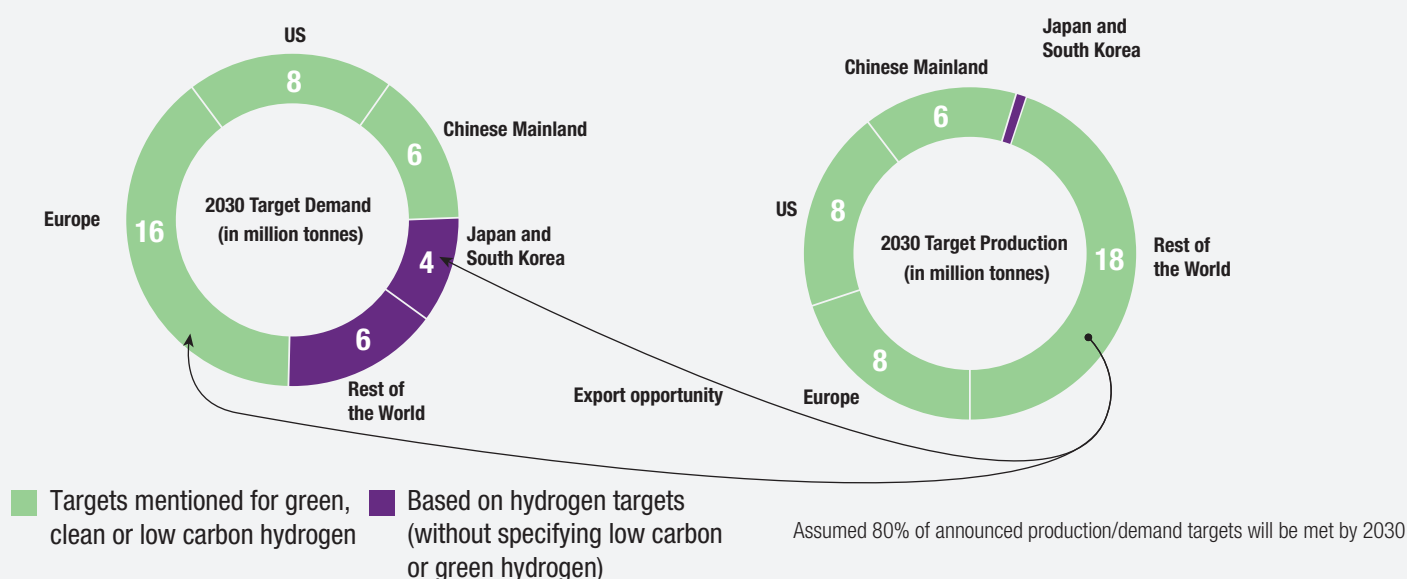 US
8
Chinese Mainland
6
Europe
16
2030 Target Demand
(in million tonnes)
Japan and
South Korea
4
6
Rest of
the World
Japan and
South Korea
Chinese Mainland
6
US
8
2030 Target Production
(in million tonnes)
18
Rest of
the World
8
Europe
Export opportunity
Targets mentioned for green,
clean or low carbon hydrogen
Based on hydrogen targets
(without specifying low carbon
or green hydrogen)
Assumed 80% of announced production/demand targets will be met by 2030